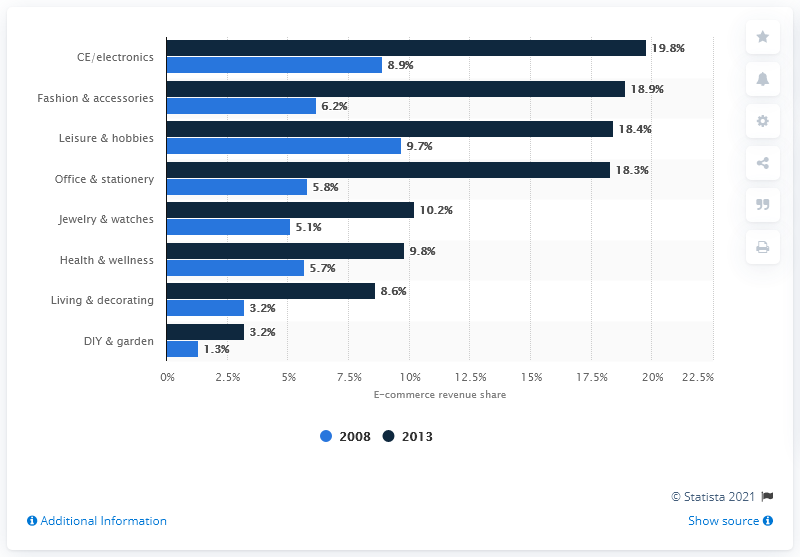 CE/electronics
19.8%
8.9%
Fashion & accessories
18.9%
6.2%
Leisure & hobbies
18.4%
9.7%
Office & stationery
18.3%
5.8%
Jewelry & watches
10.2%
5.1%
Health & wellness
9.8%
5.7%
Living & decorating
8.6%
3.2%
DIY & garden
3.2%
1.3%
0% 2.5% 5% 7.5% 10% 12.5% 15% 17.5% 20% 22.5%
E-commerce revenue share
2008 2013
© Statista 2021
Additional Information Show source